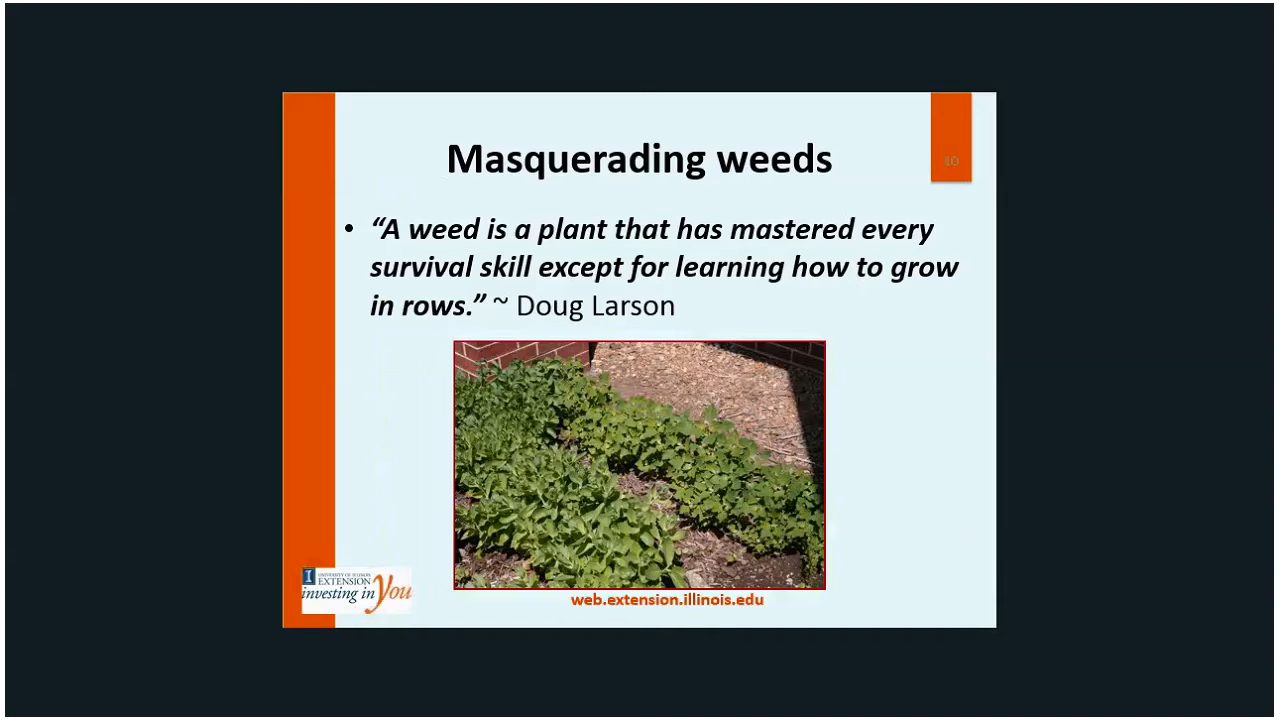 Masquerading weeds
10
• “A weed is a plant that has mastered every
survival skill except for learning how to grow
in rows.” ~ Doug Larson
I UNIVERSITY OF ILLINOIS
EXTENSION
investing in You
web.extension.illinois.edu